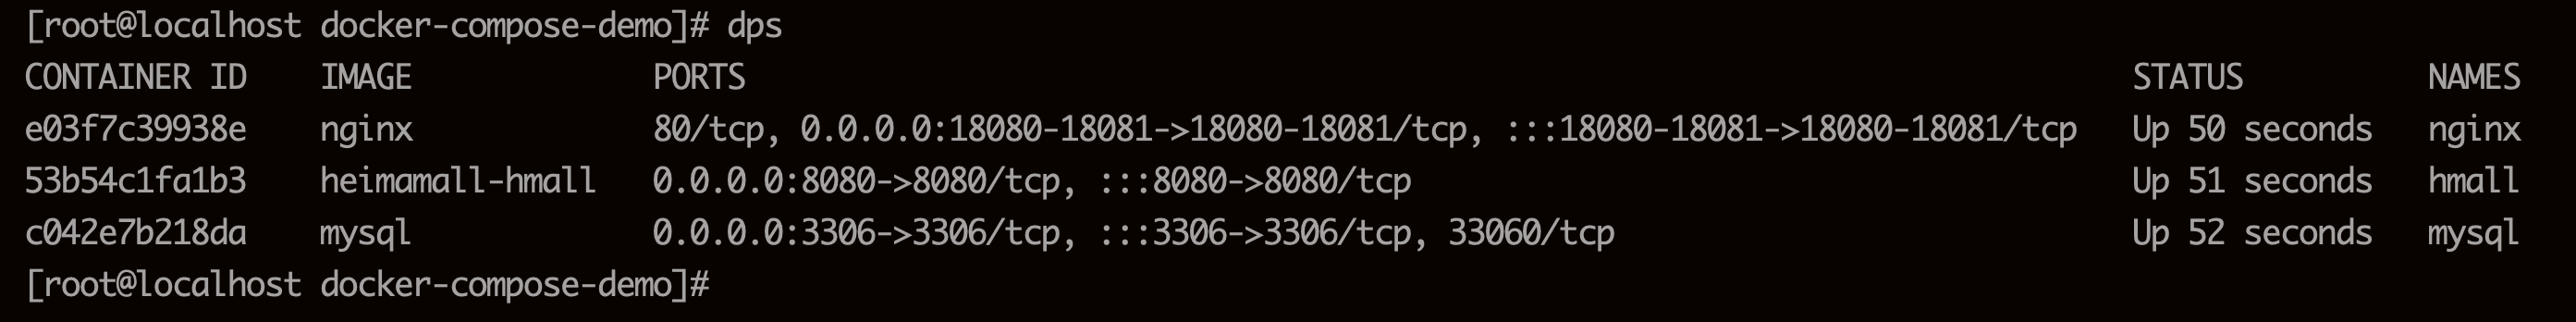 [root@localhost docker-compose-demo]# dps
CONTAINER ID    IMAGE             PORTS                                                                           STATUS          NAMES
e03f7c39938e    nginx             80/tcp, 0.0.0.0:18080-18081->18080-18081/tcp, :::18080-18081->18080-18081/tcp   Up 50 seconds   nginx
53b54c1fa1b3    heimamall-hmall   0.0.0.0:8080->8080/tcp, :::8080->8080/tcp                                       Up 51 seconds   hmall
c042e7b218da    mysql             0.0.0.0:3306->3306/tcp, :::3306->3306/tcp, 33060/tcp                            Up 52 seconds   mysql
[root@localhost docker-compose-demo]#